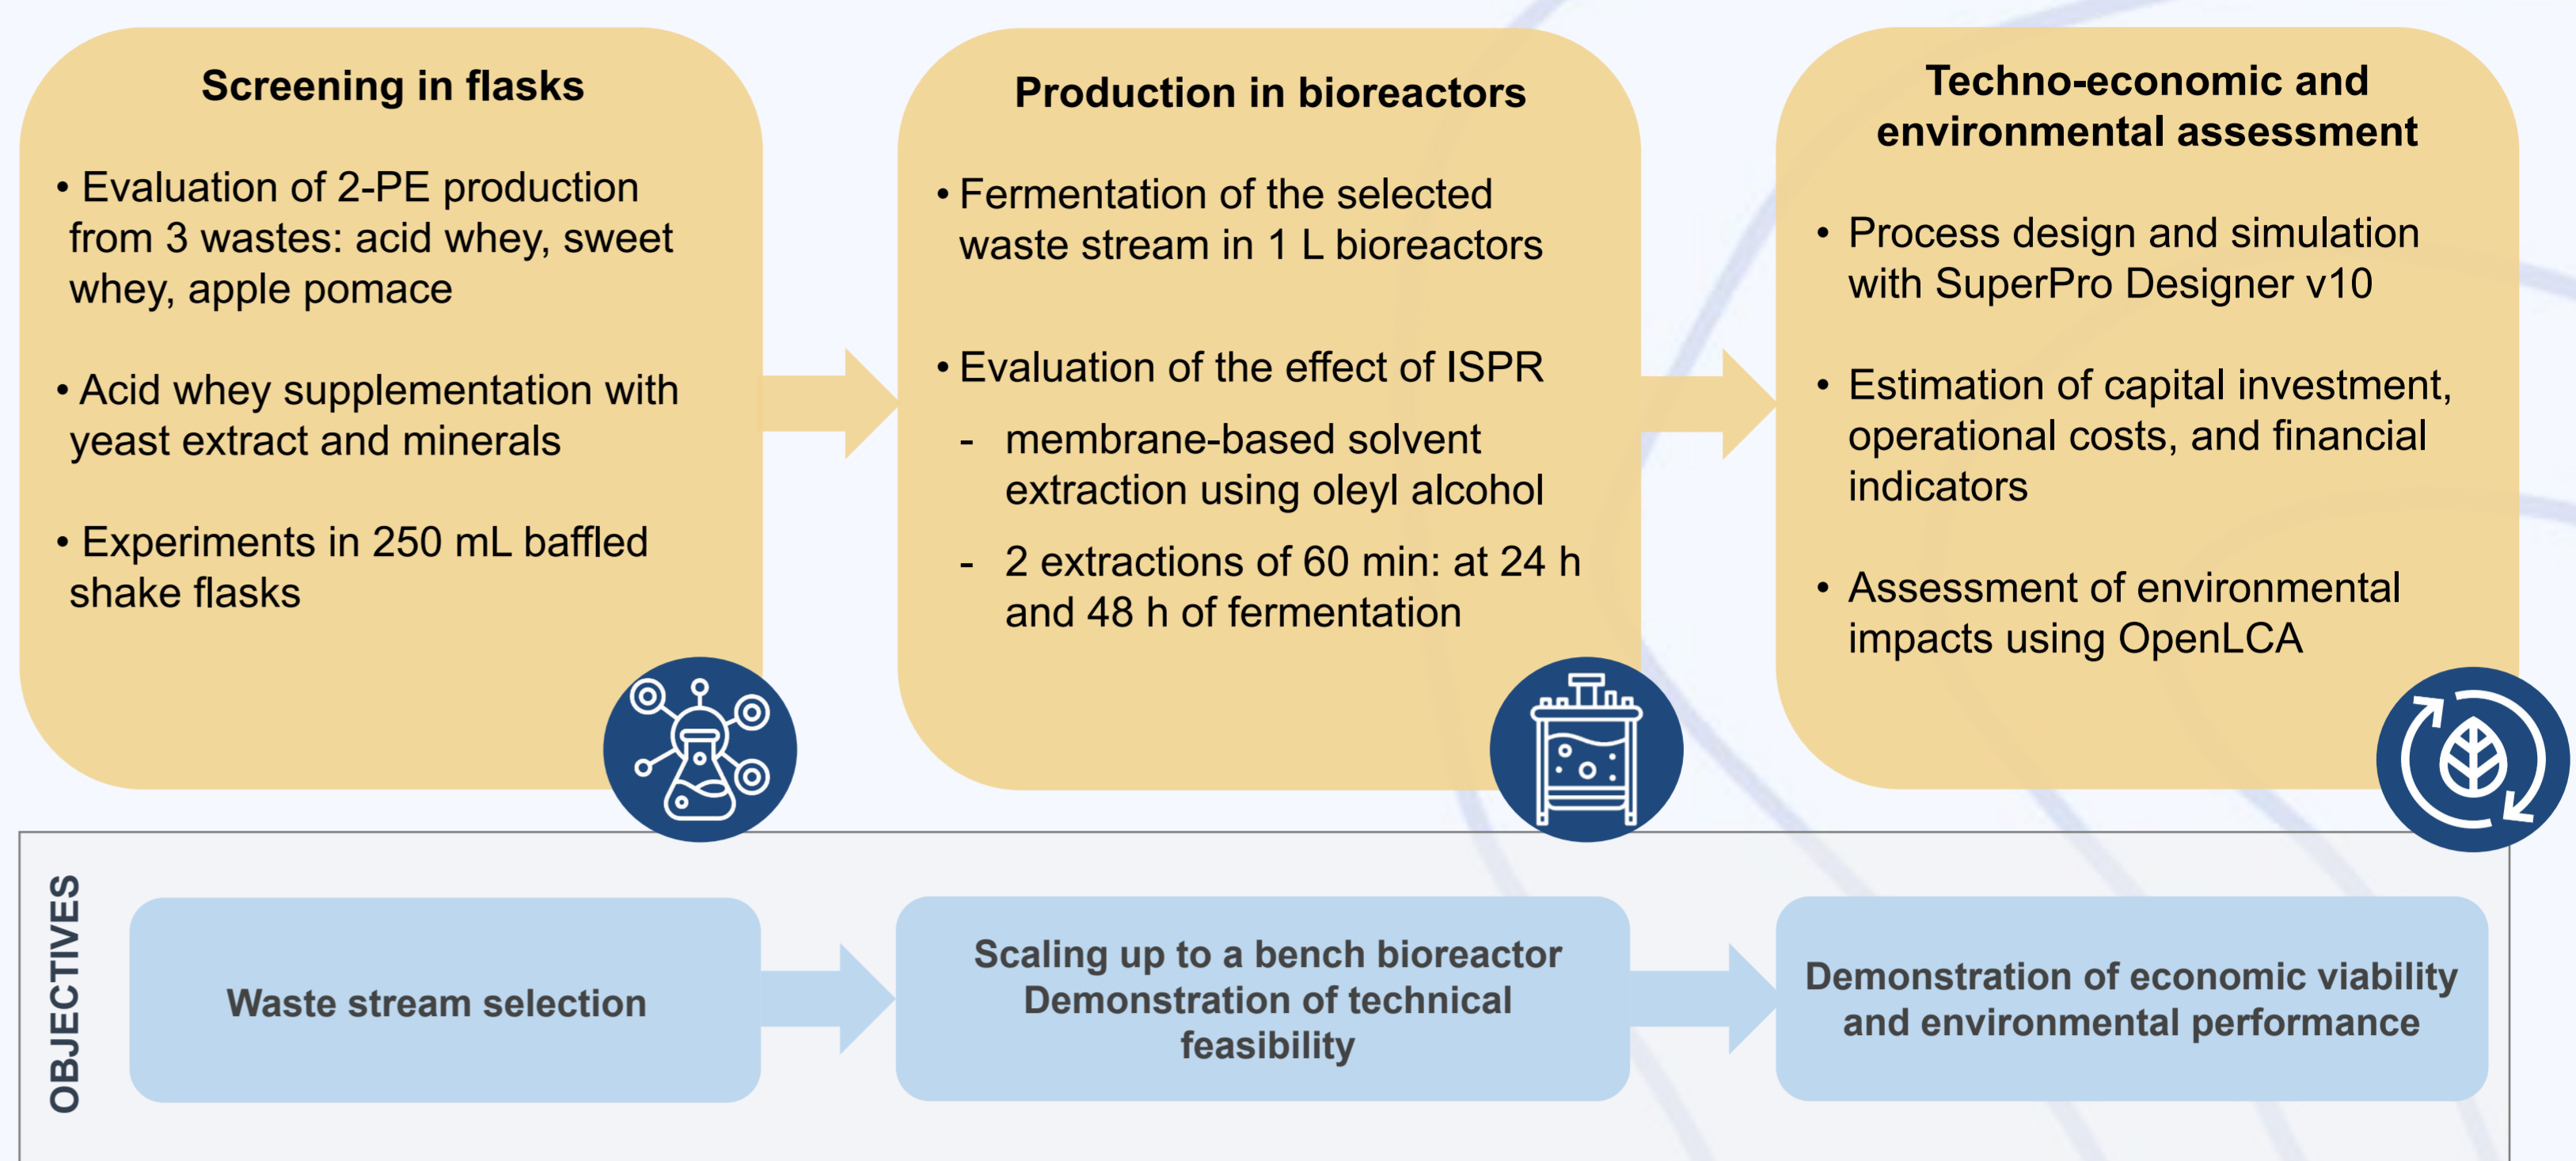 Screening in flasks
• Evaluation of 2-PE production
from 3 wastes: acid whey, sweet
whey, apple pomace
• Acid whey supplementation with
yeast extract and minerals
• Experiments in 250 mL baffled
shake flasks
Production in bioreactors
• Fermentation of the selected
waste stream in 1 L bioreactors
• Evaluation of the effect of ISPR
- membrane-based solvent
extraction using oleyl alcohol
- 2 extractions of 60 min: at 24 h
and 48 h of fermentation
Techno-economic and
environmental assessment
• Process design and simulation
with SuperPro Designer v10
• Estimation of capital investment,
operational costs, and financial
indicators
• Assessment of environmental
impacts using OpenLCA
OBJECTIVES
Waste stream selection
Scaling up to a bench bioreactor
Demonstration of technical
feasibility
Demonstration of economic viability
and environmental performance